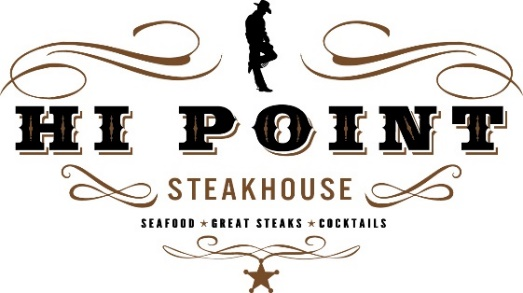 HI POINT
STEAKHOUSE
SEAFOOD ★ GREAT STEAKS ★ COCKTAILS